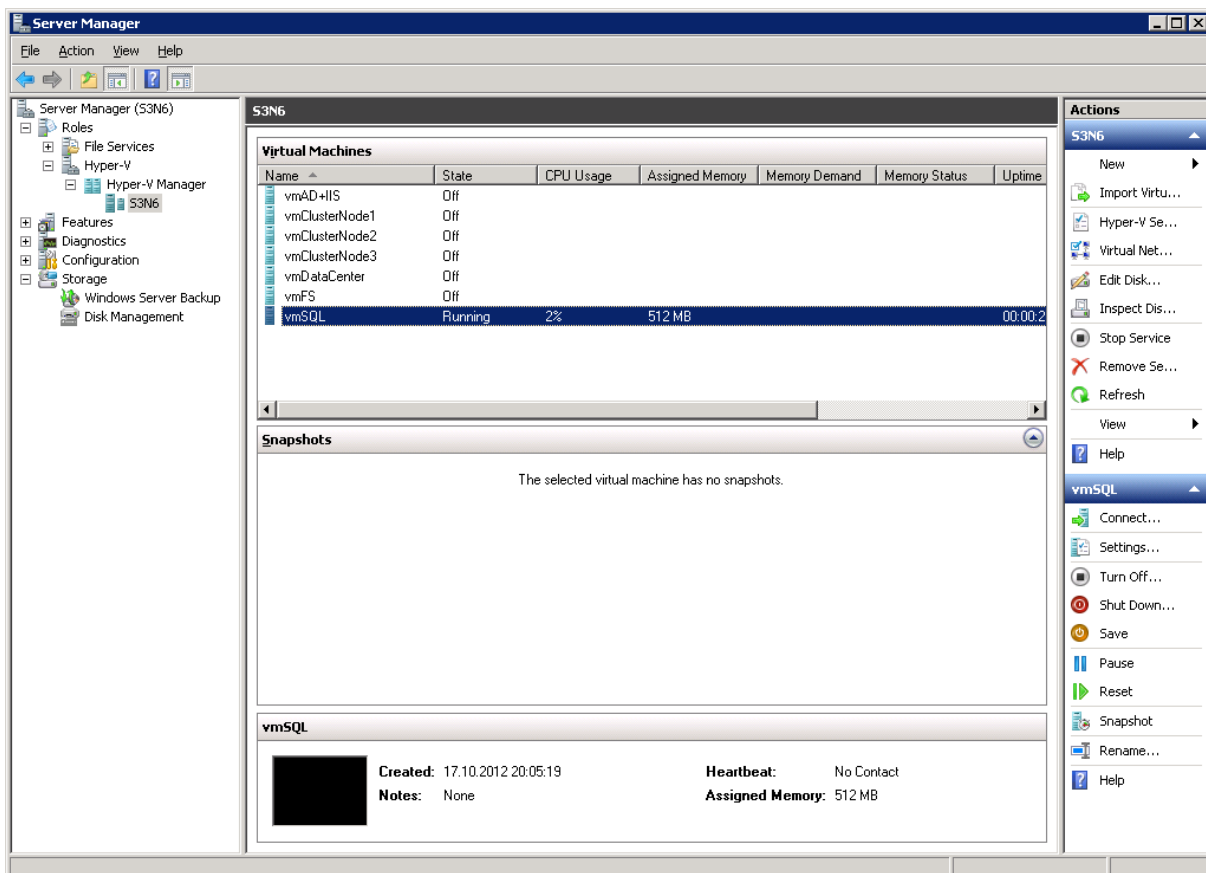 Server Manager
File Action View Help
Server Manager (S3N6)
Roles
File Services
Hyper-V
Hyper-V Manager
S3N6
Features
Diagnostics
Configuration
Storage
Windows Server Backup
Disk Management
S3N6
Virtual Machines
Name State CPU Usage Assigned Memory Memory Demand Memory Status Uptime
vmAD+IIS Off
vmClusterNode1 Off
vmClusterNode2 Off
vmClusterNode3 Off
vmDataCenter Off
vmFS Off
vmSQL Running 2% 512 MB 00:00:2
Snapshots
The selected virtual machine has no snapshots.
vmSQL
Created: 17.10.2012 20:05:19 Heartbeat: No Contact
Notes: None Assigned Memory: 512 MB
Actions
S3N6
New
Import Virtu...
Hyper-V Se...
Virtual Net...
Edit Disk...
Inspect Dis...
Stop Service
Remove Se...
Refresh
View
Help
vmSQL
Connect...
Settings...
Turn Off...
Shut Down...
Save
Pause
Reset
Snapshot
Rename...
Help